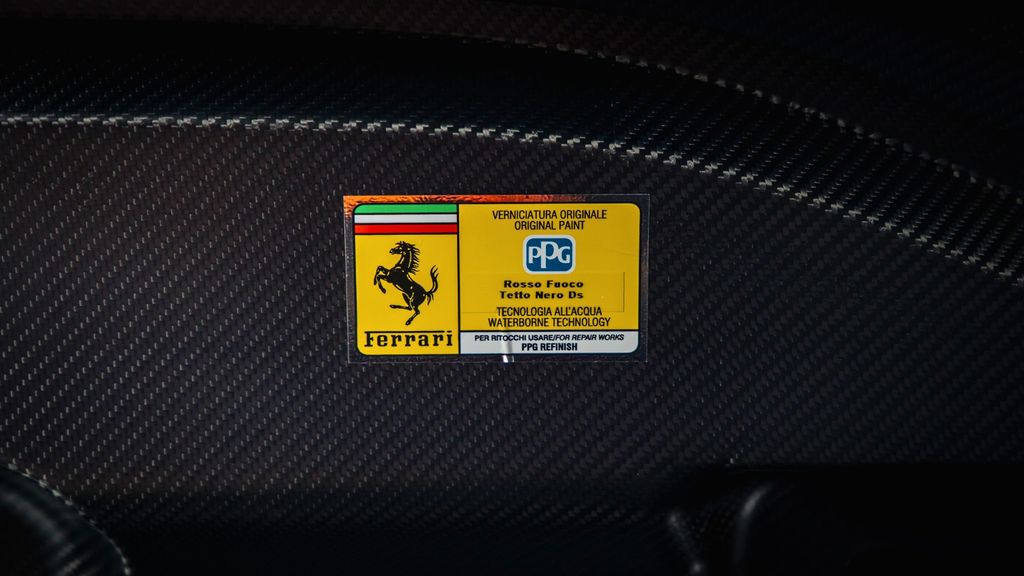 VERNICIATURA ORIGINALE
ORIGINAL PAINT
PPG
Rosso Fuoco
Tetto Nero Ds
TECNOLOGIA ALL'ACQUA
WATERBORNE TECHNOLOGY
Ferrari
PER RITOCCHI USARE/FOR REPAIR WORKS
PPG REFINISH